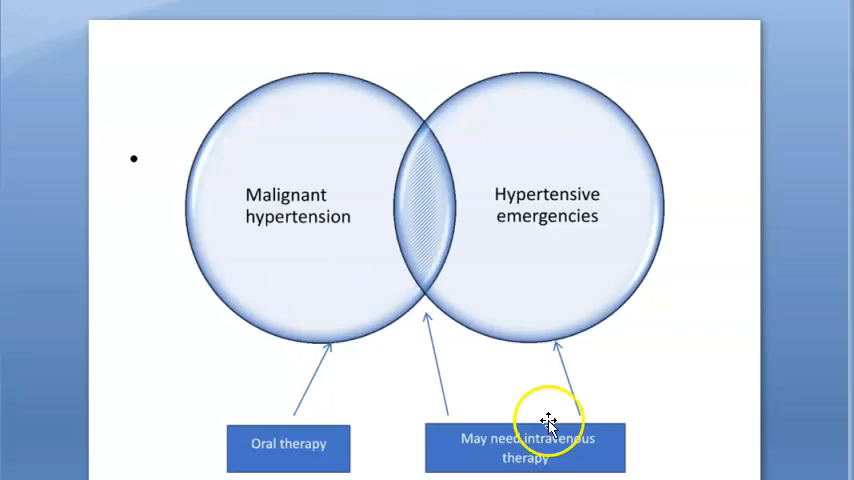 Malignant
hypertension
Hypertensive
emergencies
Oral therapy
May need intravenous
therapy